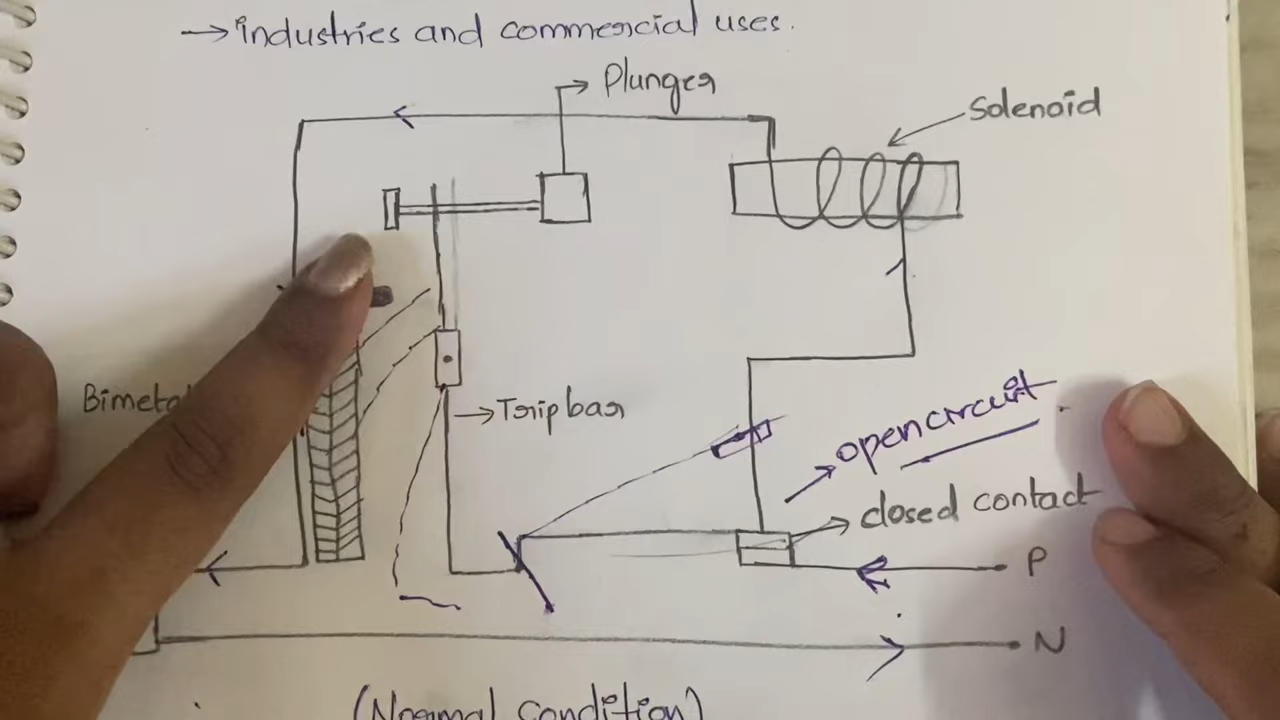 → industries and commercial uses.
Plunger
Solenoid
Trip bar
open circuit
closed contact
P
N
(Normal Condition)